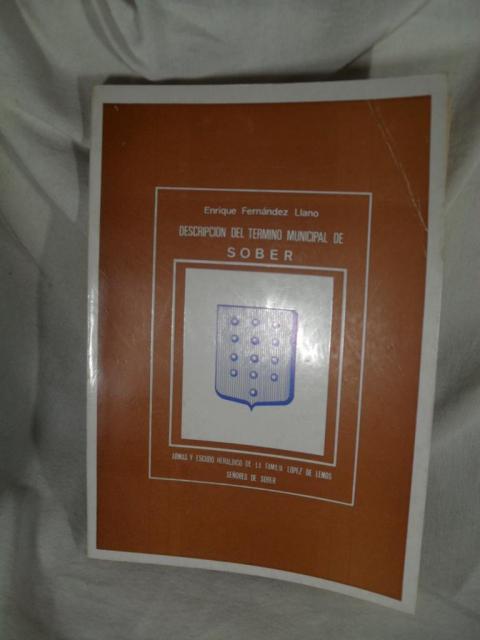 Enrique Fernández Llano
DESCRIPCION DEL TERMINO MUNICIPAL DE
SOBER
ARMAS Y ESCUDO HERALDICO DE LA FAMILIA LOPEZ DE LEMOS
SEÑORES DE SOBER